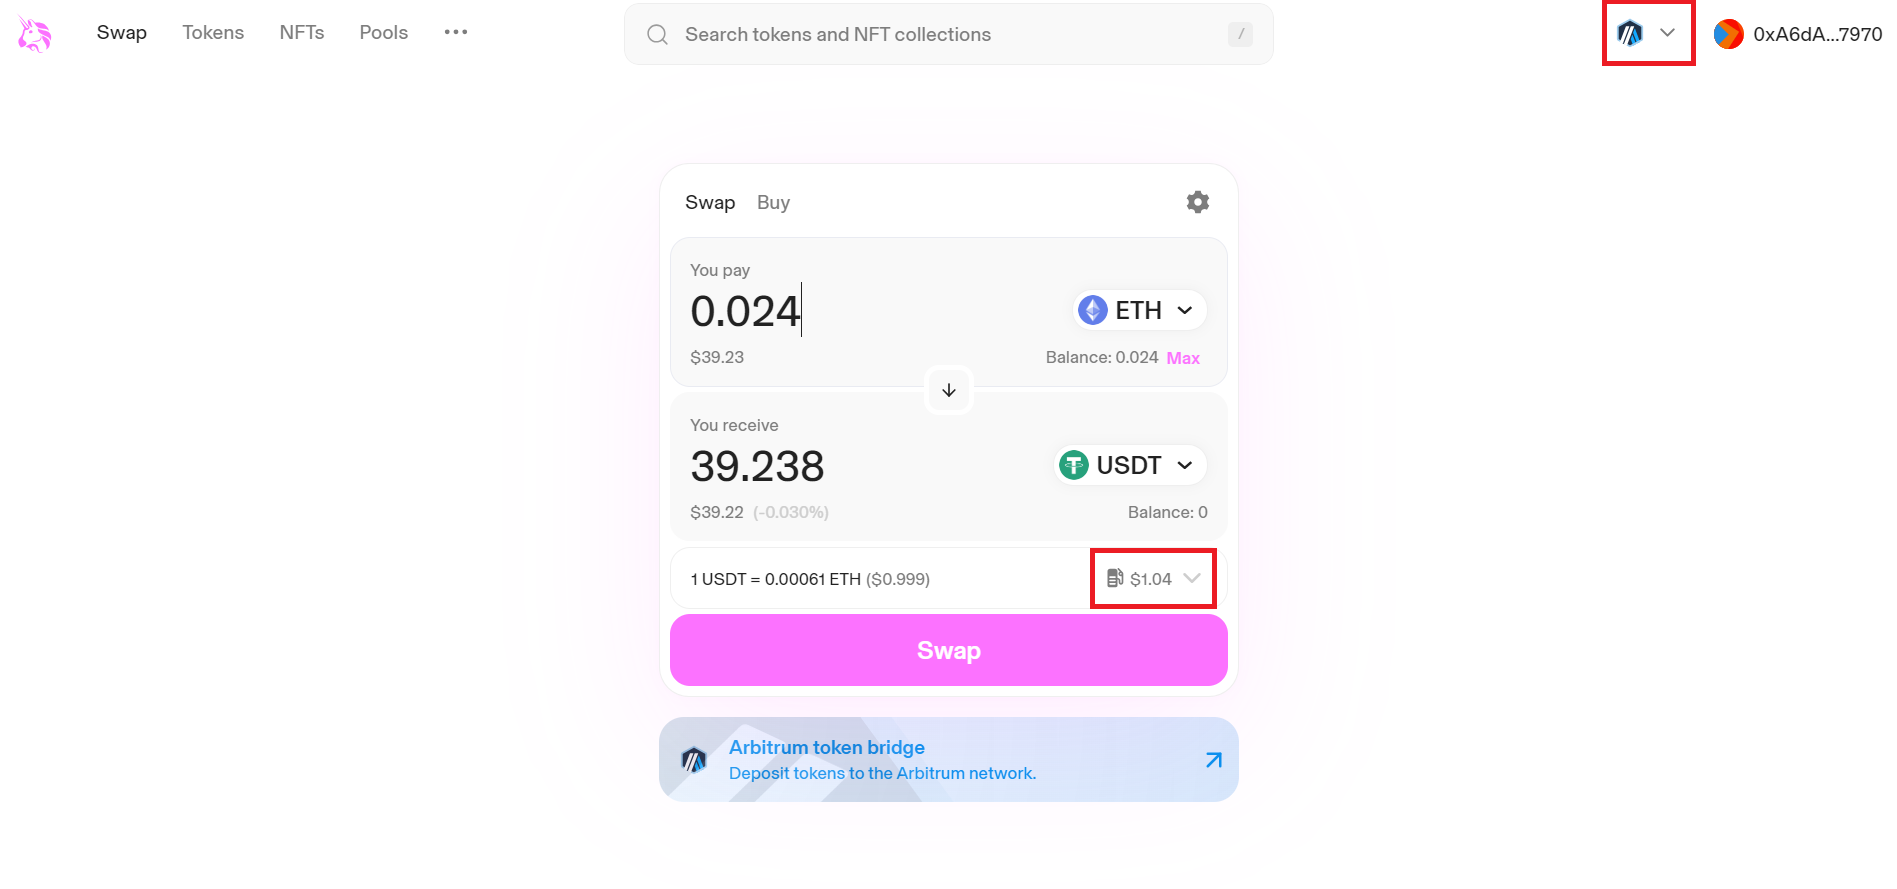 Swap Tokens NFTs Pools ••• Search tokens and NFT collections / 0xA6dA...7970
Swap Buy
You pay
0.024 ETH
$39.23 Balance: 0.024 Max
You receive
39.238 USDT
$39.22 (-0.030%) Balance: 0
1 USDT = 0.00061 ETH ($0.999) $1.04
Swap
Arbitrum token bridge
Deposit tokens to the Arbitrum network.